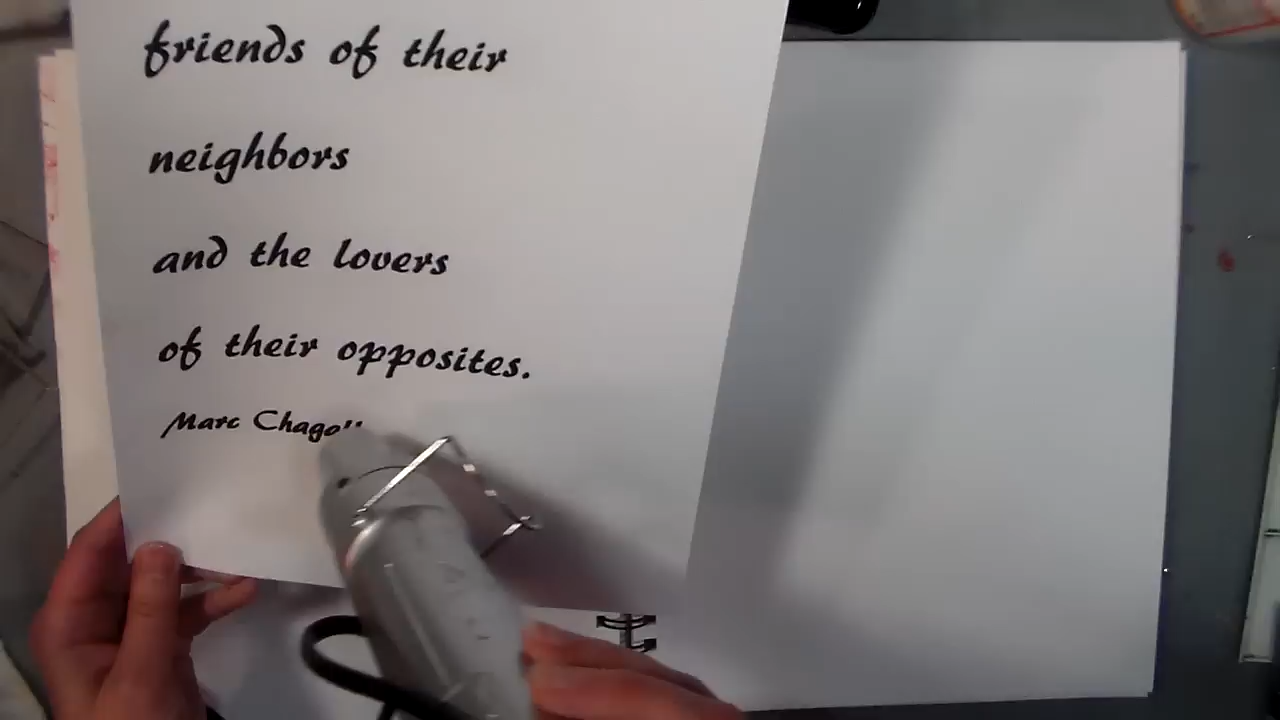 friends of their
neighbors
and the lovers
of their opposites.
Marc